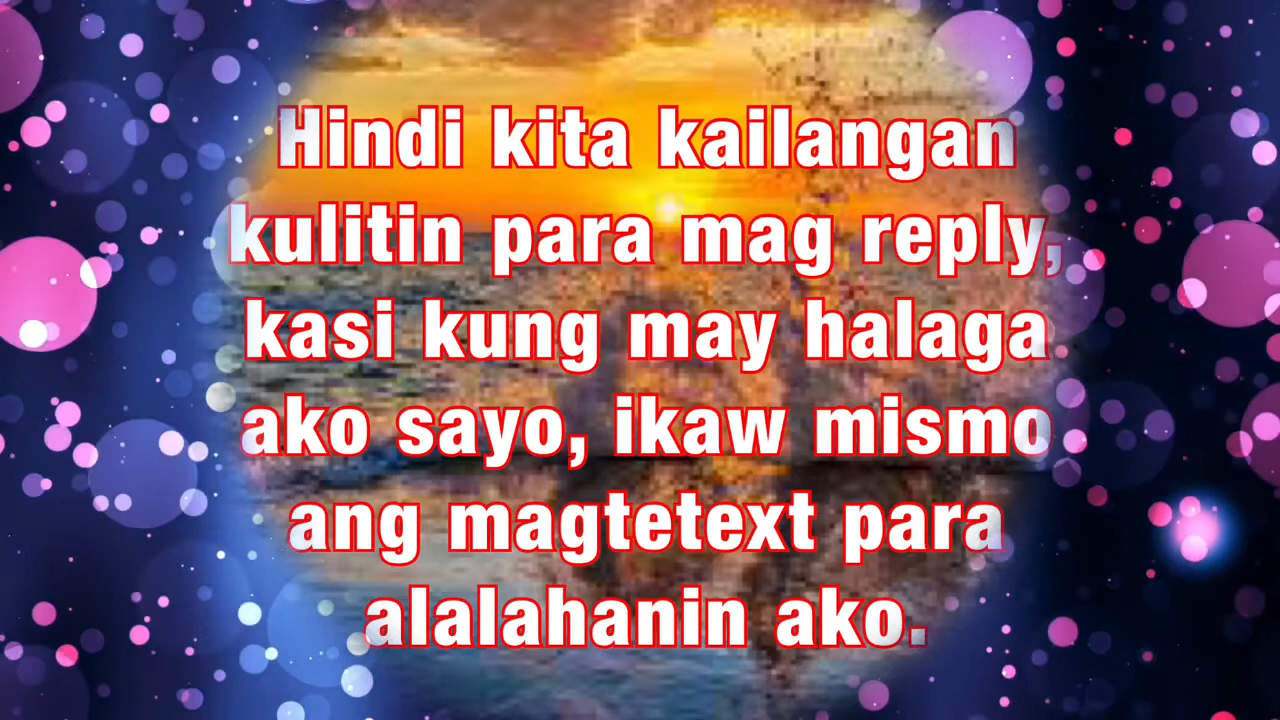 Hindi kita kailangan
kulitin para mag reply,
kasi kung may halaga
ako sayo, ikaw mismo
ang magtetext para
alalahanin ako.